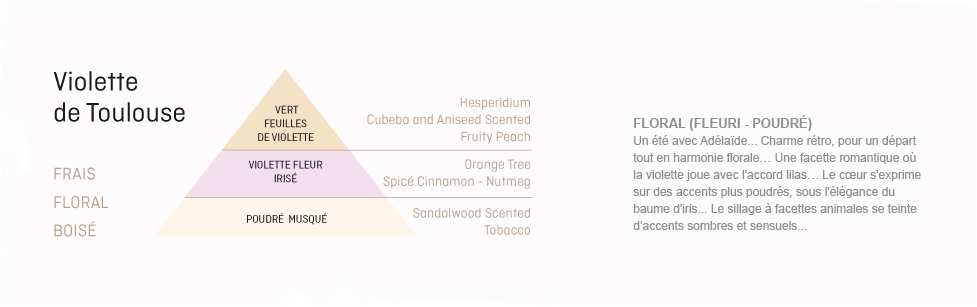 Violette
de Toulouse
FRAIS
FLORAL
BOISÉ
VERT
FEUILLES
DE VIOLETTE
VIOLETTE FLEUR
IRISÉ
POUDRÉ MUSQUÉ
Hesperidium
Cubeba and Aniseed Scented
Fruity Peach
Orange Tree
Spicé Cinnamon - Nutmeg
Sandalwood Scented
Tobacco
FLORAL (FLEURI - POUDRÉ)
Un été avec Adélaïde... Charme rétro, pour un départ
tout en harmonie florale… Une facette romantique où
la violette joue avec l'accord lilas… Le cœur s'exprime
sur des accents plus poudrés, sous l'élégance du
baume d'iris... Le sillage à facettes animales se teinte
d'accents sombres et sensuels...